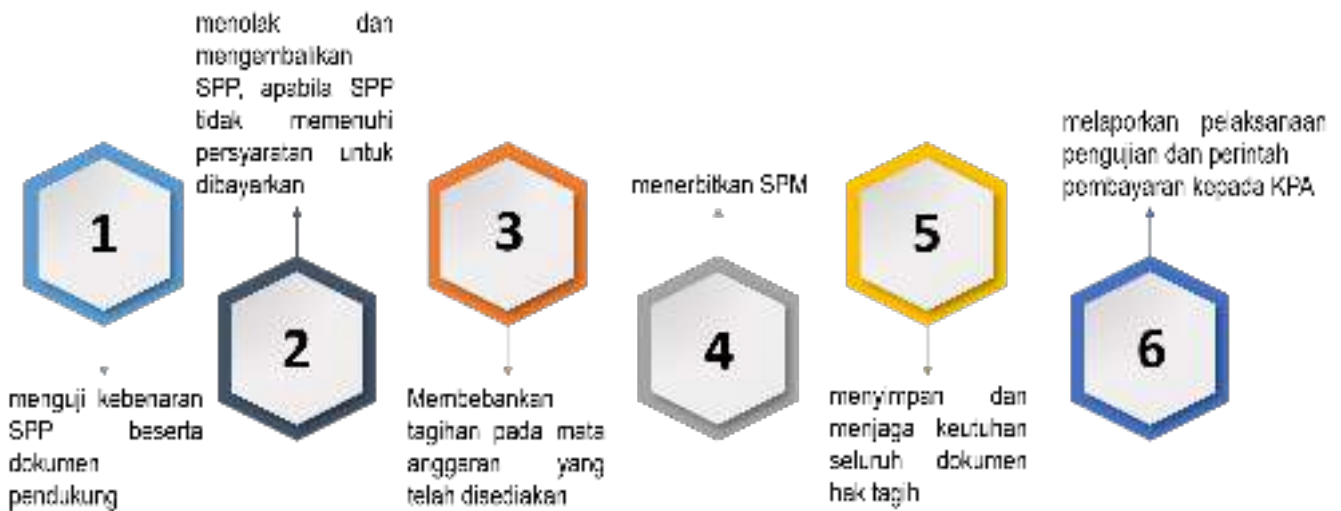 1
menguji kebenaran
SPP beserta
dokumen
pendukung
menolak dan
mengembalikan
SPP, apabila SPP
tidak memenuhi
persyaratan untuk
dibayarkan
2
3
Membebankan
tagihan pada mata
anggaran yang
telah disediakan
menerbitkan SPM
4
5
menyimpan dan
menjaga keutuhan
seluruh dokumen
hak tagih
melaporkan pelaksanaan
pengujian dan perintah
pembayaran kepada KPA
6